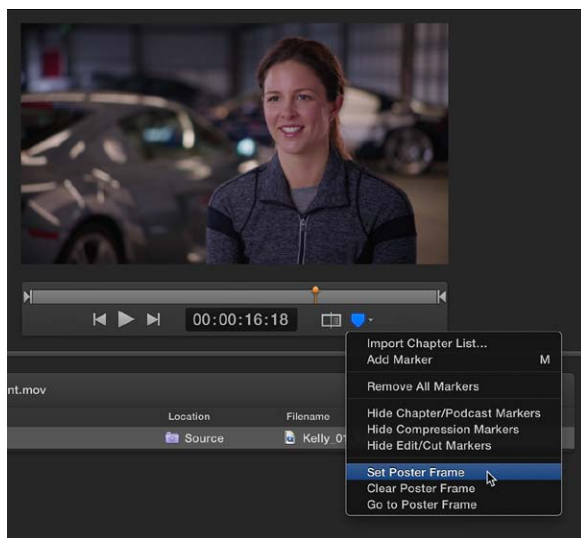 00:00:16:18
Import Chapter List...
Add Marker M
Remove All Markers
nt.mov
Hide Chapter/Podcast Markers
Location Filename
Hide Compression Markers
Source Kelly_01
Hide Edit/Cut Markers
Set Poster Frame
Clear Poster Frame
Go to Poster Frame